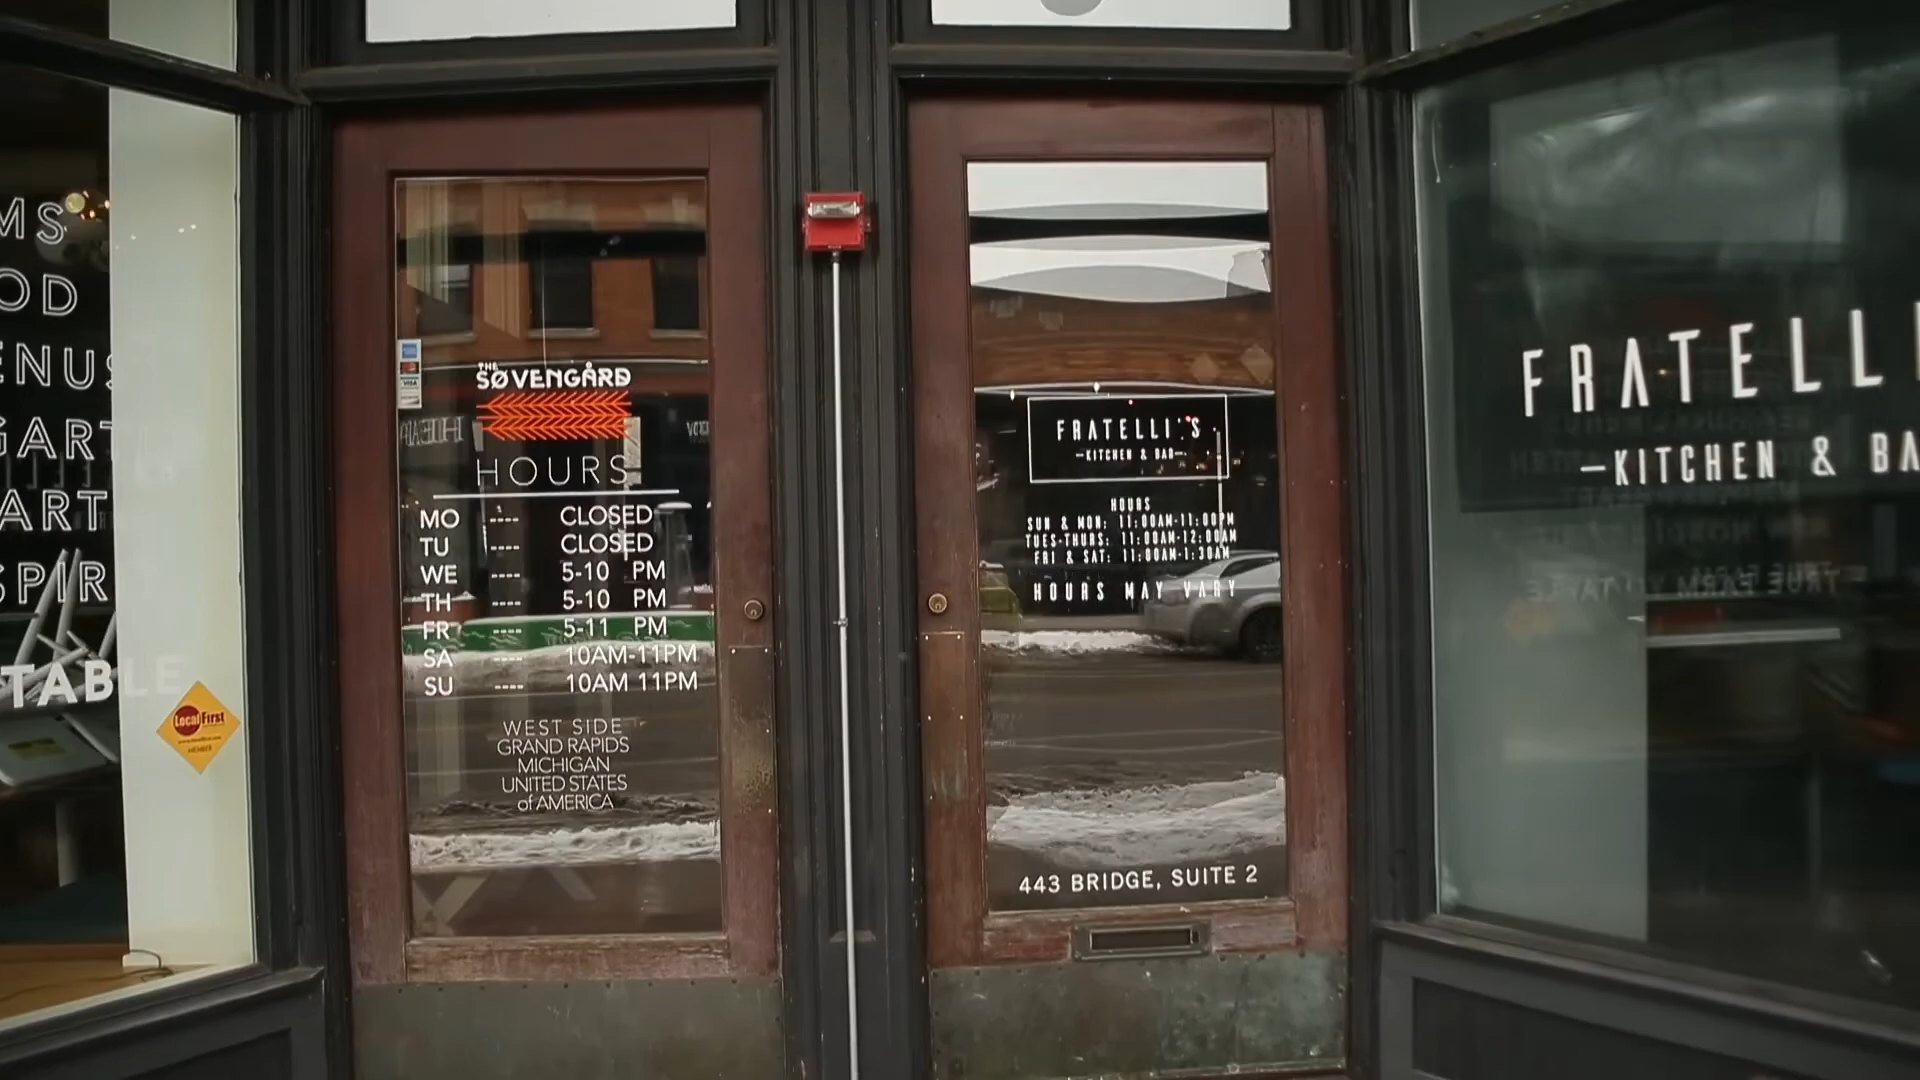 MS
OD
ENUS
GART
ART
SPIR
TABLE
Local First
THE
SØVENGÅRD
HOURS
MO ---- CLOSED
TU ---- CLOSED
WE ---- 5-10 PM
TH ---- 5-10 PM
FR ---- 5-11 PM
SA ---- 10AM-11PM
SU ---- 10AM 11PM
WEST SIDE
GRAND RAPIDS
MICHIGAN
UNITED STATES
of AMERICA
FRATELLI'S
—KITCHEN & BAR—
HOURS
SUN & MON: 11:00AM-11:00PM
TUES-THURS: 11:00AM-12:00AM
FRI & SAT: 11:00AM-1:30AM
HOURS MAY VARY
443 BRIDGE, SUITE 2
FRATELLI
—KITCHEN & BA